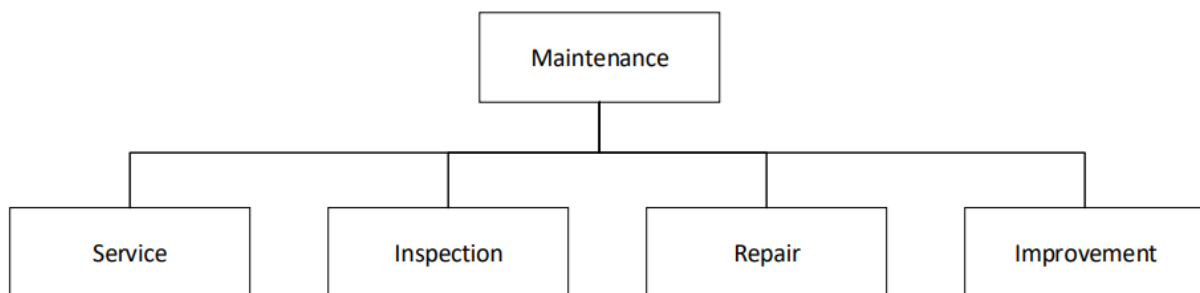 Maintenance
Service
Inspection
Repair
Improvement